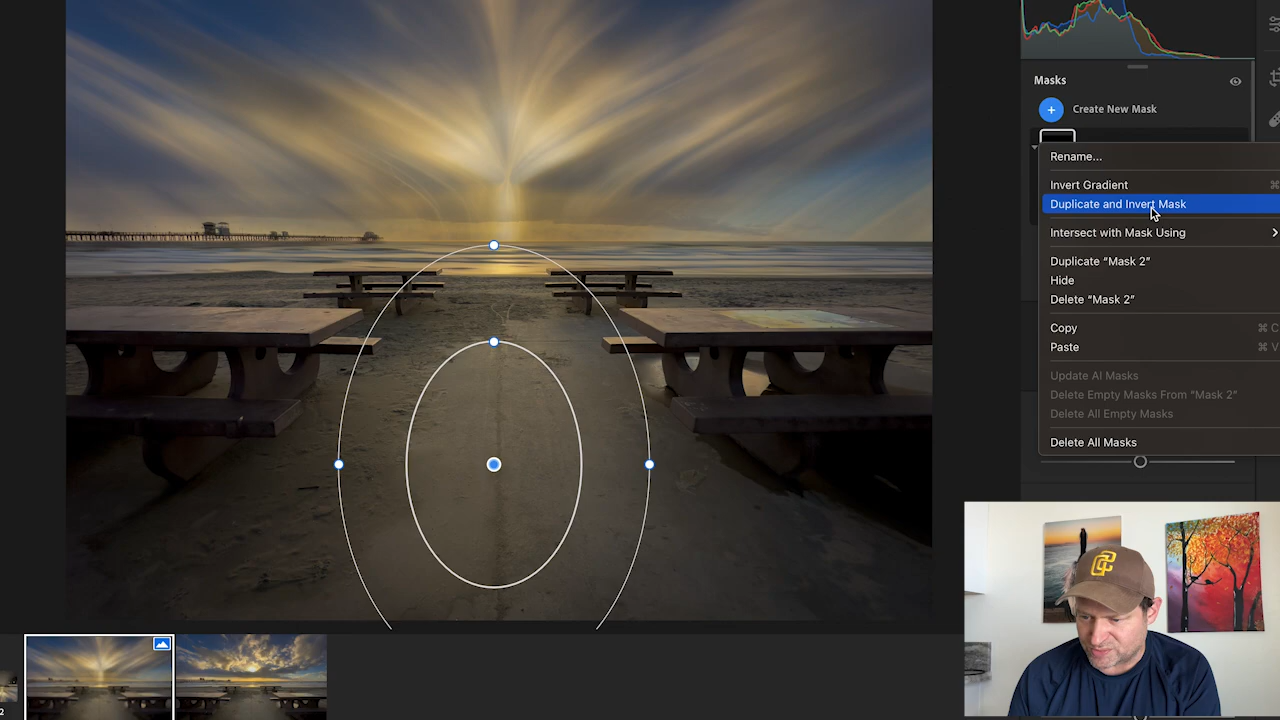 Masks
+ Create New Mask
Rename...
Invert Gradient ⌘
Duplicate and Invert Mask
Intersect with Mask Using
Duplicate “Mask 2”
Hide
Delete “Mask 2”
Copy ⌘ C
Paste ⌘ V
Update AI Masks
Delete Empty Masks From “Mask 2”
Delete All Empty Masks
Delete All Masks
2